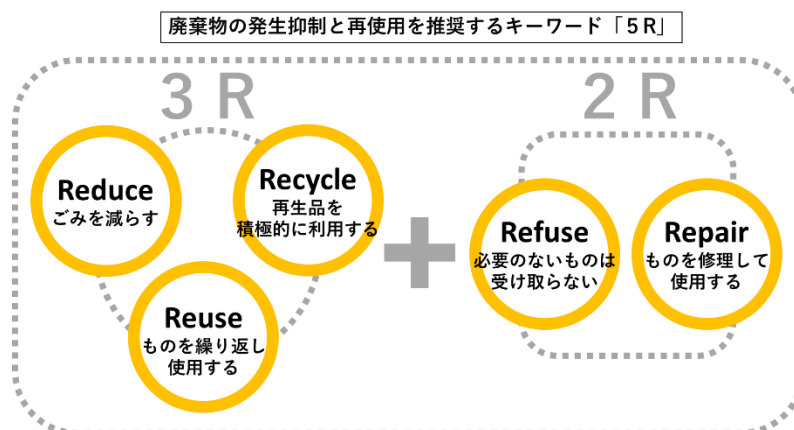 廃棄物の発生抑制と再使用を推奨するキーワード「５R」
３R
Reduce
ごみを減らす
Recycle
再生品を
積極的に利用する
Reuse
ものを繰り返し
使用する
+
２R
Refuse
必要のないものは
受け取らない
Repair
ものを修理して
使用する